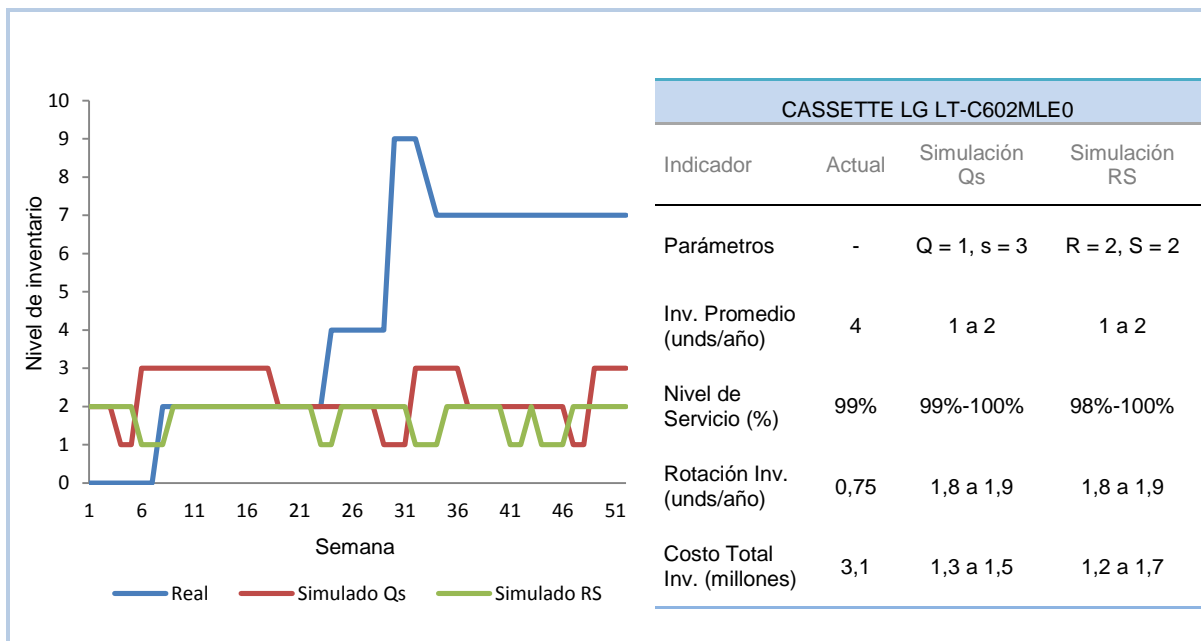 10
9
8
7
6
5
4
3
2
1
0
Nivel de inventario
1 6 11 16 21 26 31 36 41 46 51
Semana
Real Simulado Qs Simulado RS
CASSETTE LG LT-C602MLE0
Indicador Actual Simulación Qs Simulación RS
Parámetros - Q = 1, s = 3 R = 2, S = 2
Inv. Promedio (unds/año) 4 1 a 2 1 a 2
Nivel de Servicio (%) 99% 99%-100% 98%-100%
Rotación Inv. (unds/año) 0,75 1,8 a 1,9 1,8 a 1,9
Costo Total Inv. (millones) 3,1 1,3 a 1,5 1,2 a 1,7